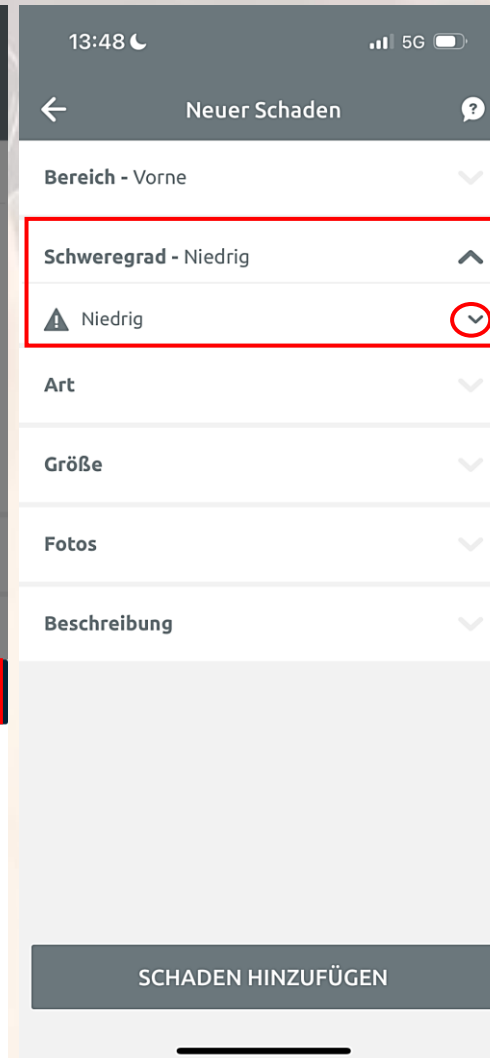 13:48 5G
Neuer Schaden
Bereich - Vorne
Schweregrad - Niedrig
Niedrig
Art
Größe
Fotos
Beschreibung
SCHADEN HINZUFÜGEN